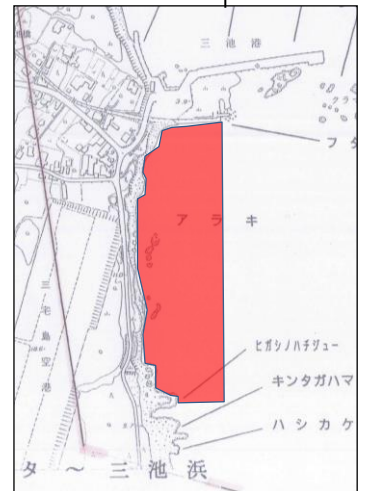 三池港
フタ
アラキ
三宅島空港
ヒガシノハチジュー
キンタガハマ
ハシカケ
タ～三池浜